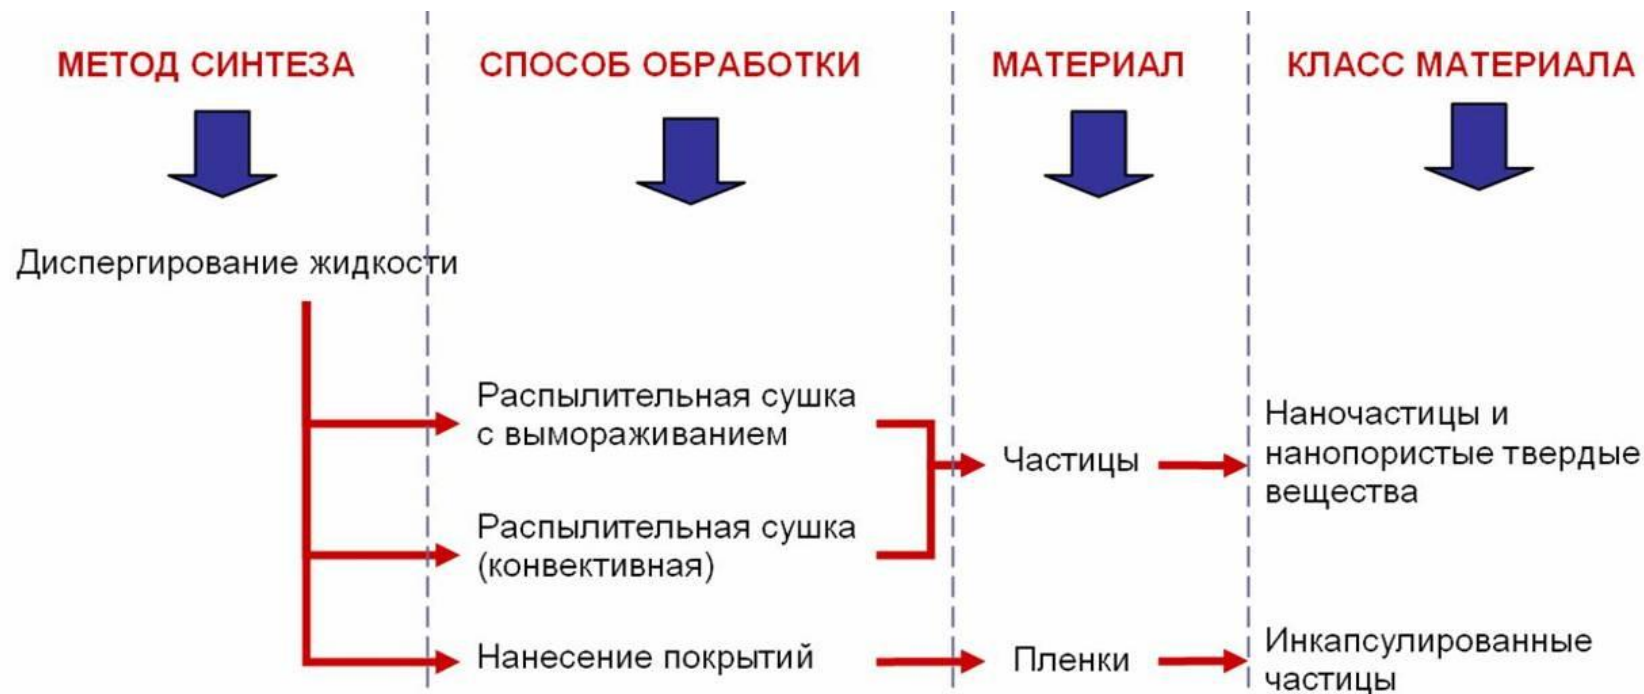 МЕТОД СИНТЕЗА
СПОСОБ ОБРАБОТКИ
МАТЕРИАЛ
КЛАСС МАТЕРИАЛА
Диспергирование жидкости
Распылительная сушка
с вымораживанием
Распылительная сушка
(конвективная)
Частицы
Наночастицы и
нанопористые твердые
вещества
Нанесение покрытий
Пленки
Инкапсулированные
частицы